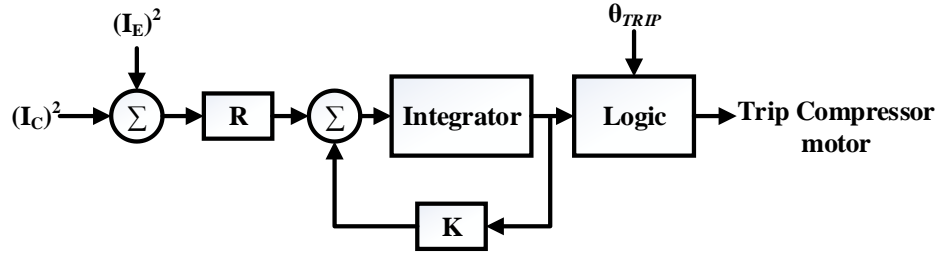 (I_E)^2
θ_TRIP
(I_C)^2
Σ
R
Σ
Integrator
Logic
Trip Compressor
motor
K